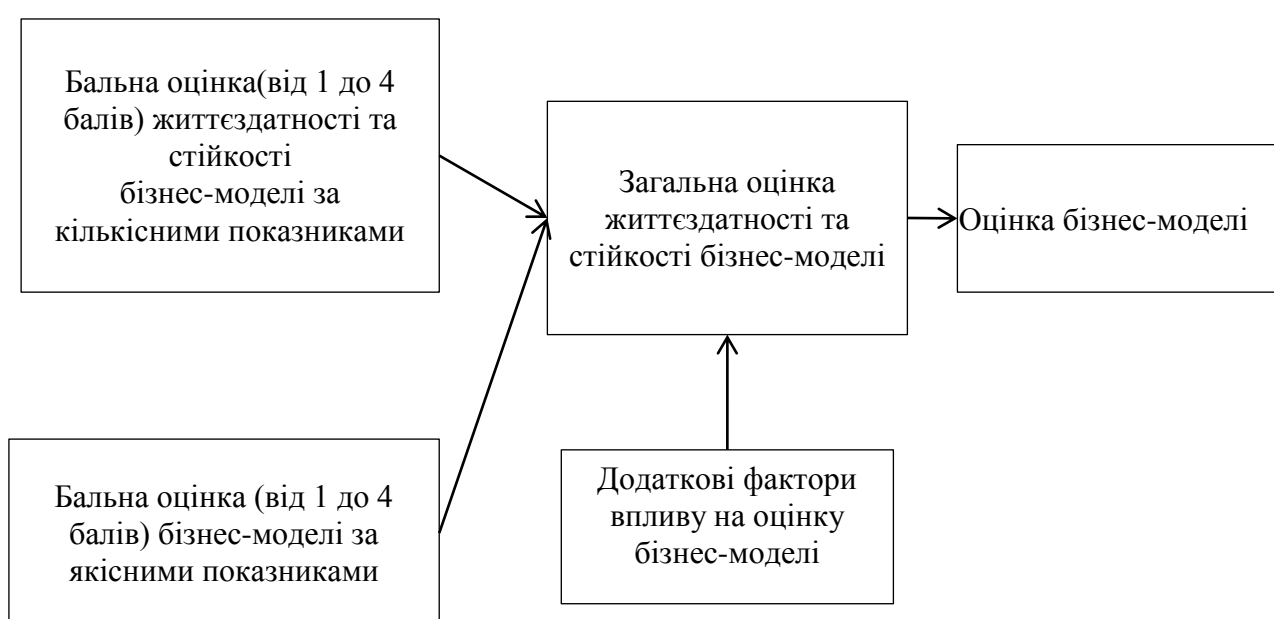 Бальна оцінка(від 1 до 4
балів) життєздатності та
стійкості
бізнес-моделі за
кількісними показниками
Загальна оцінка
життєздатності та
стійкості бізнес-моделі
Оцінка бізнес-моделі
Бальна оцінка (від 1 до 4
балів) бізнес-моделі за
якісними показниками
Додаткові фактори
впливу на оцінку
бізнес-моделі